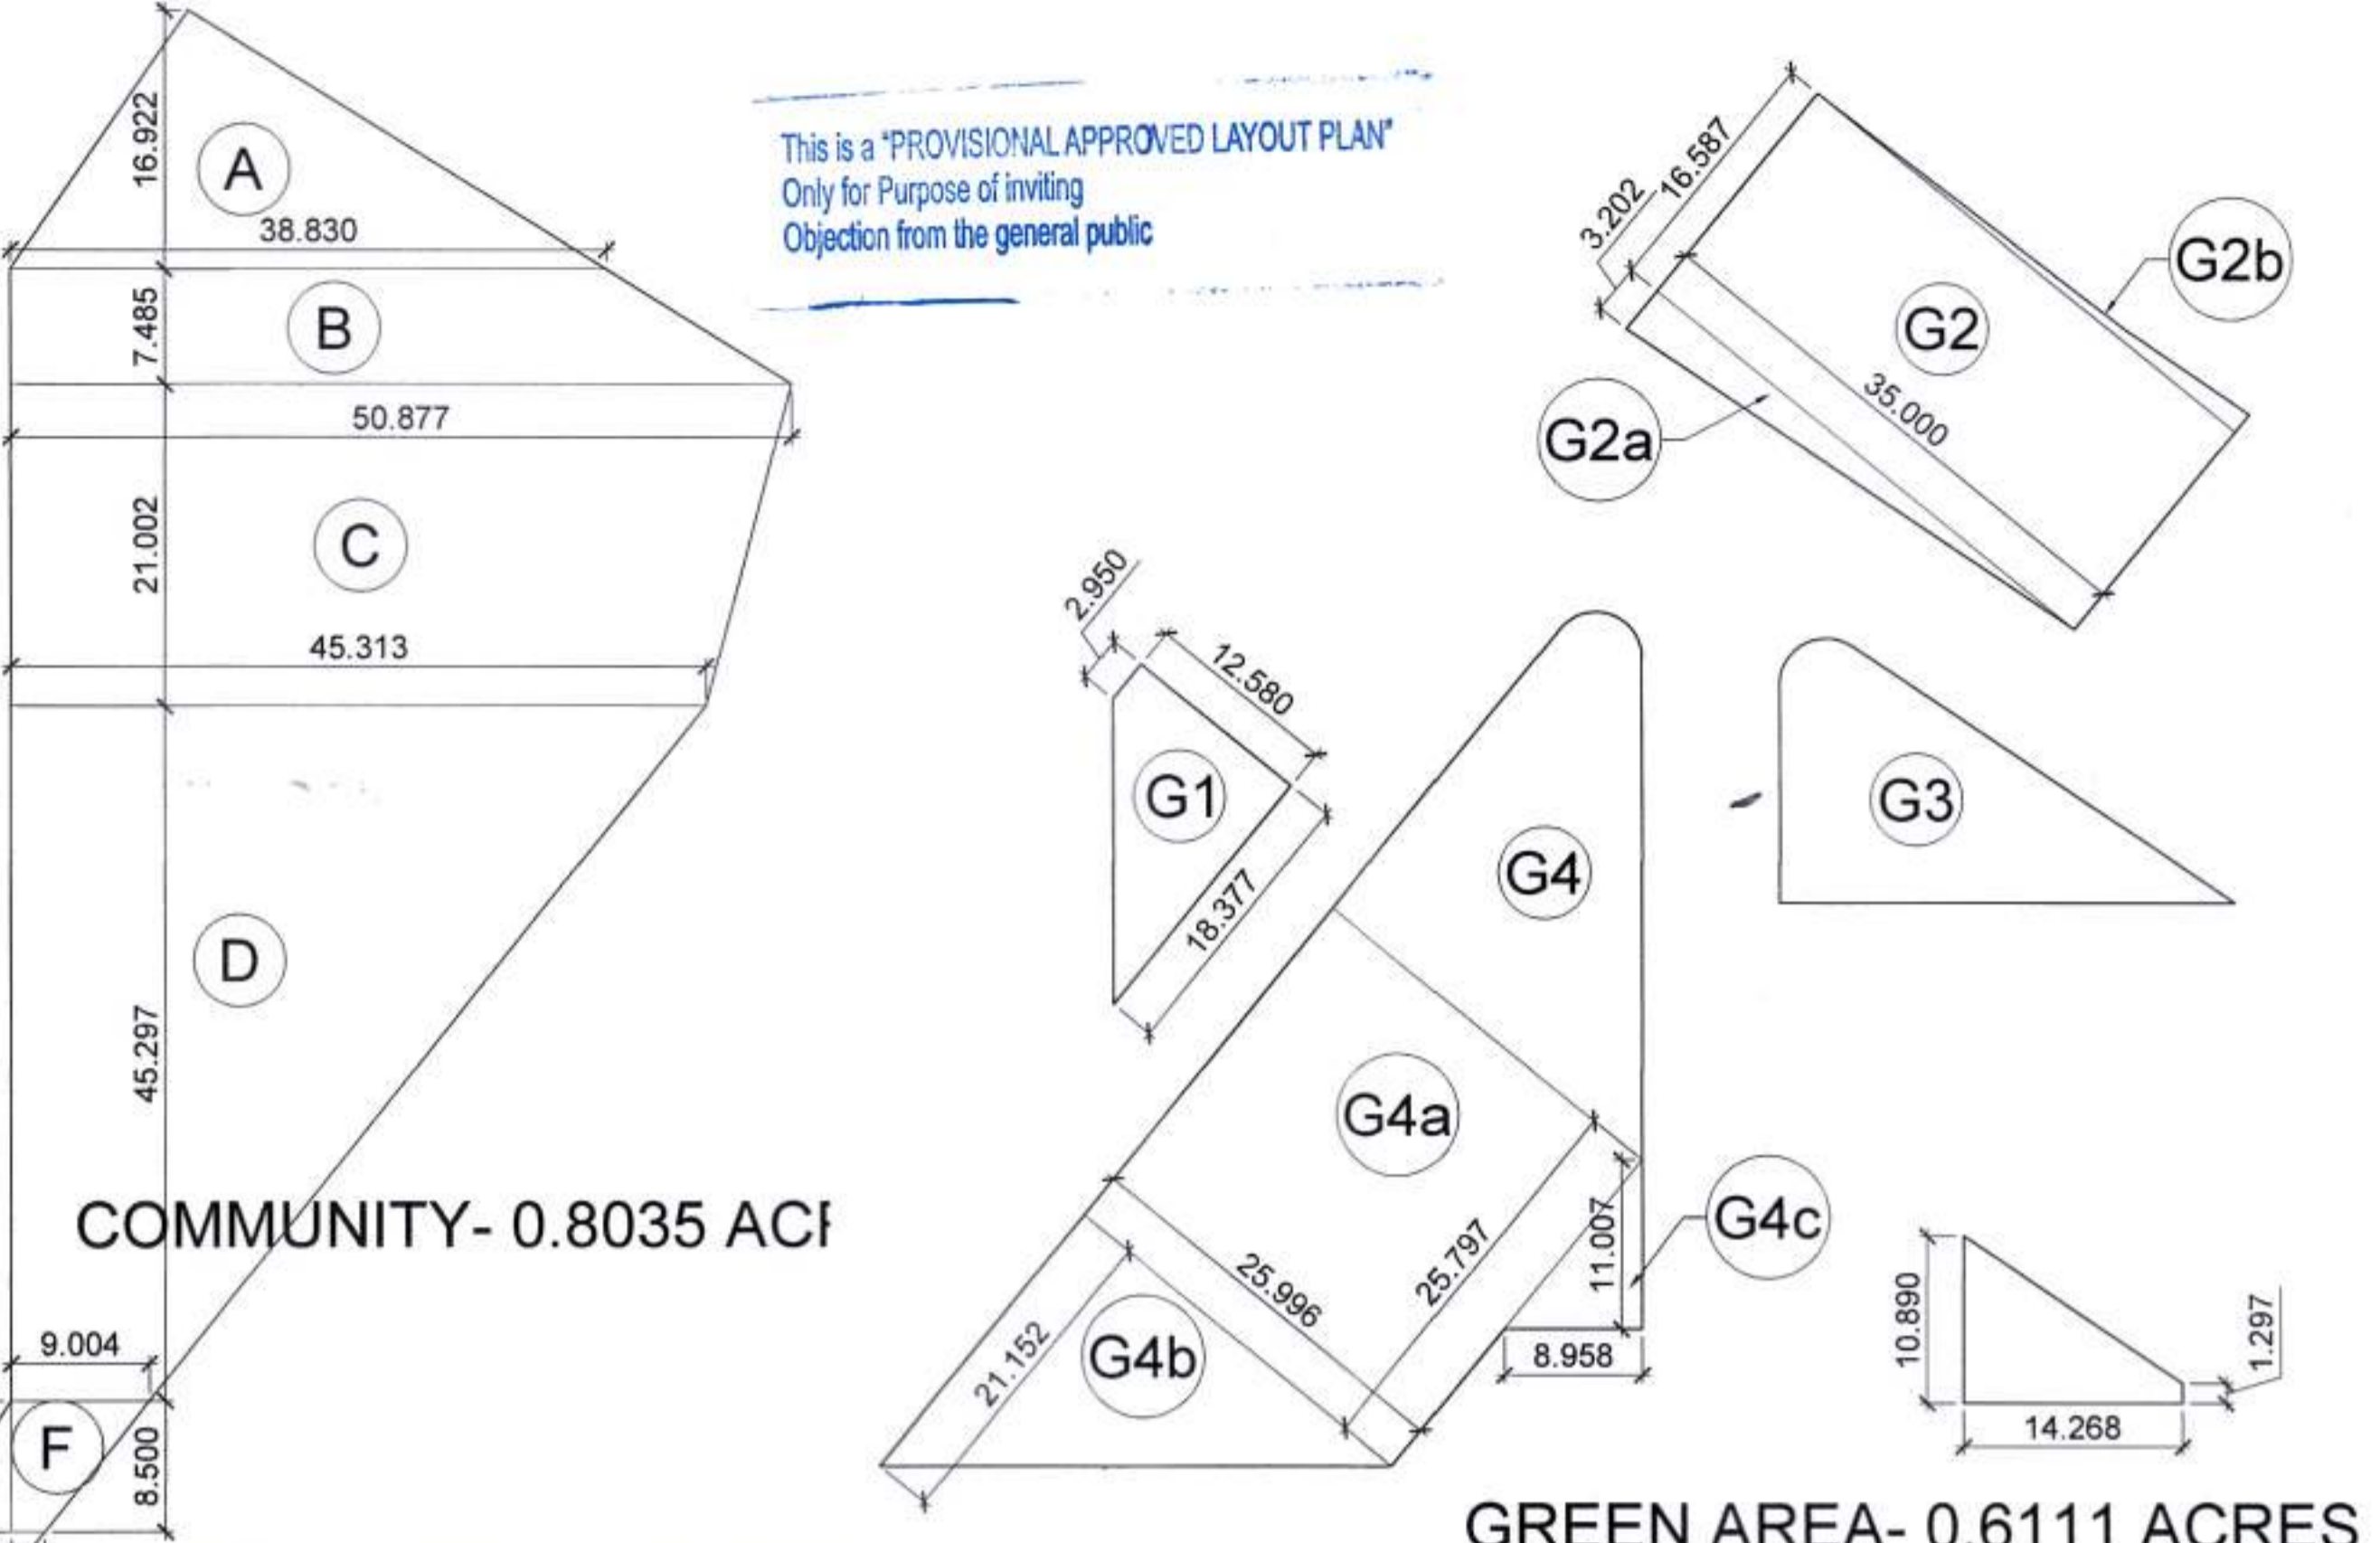 16.922
A
38.830
7.485
B
50.877
21.002
C
45.313
D
45.297
COMMUNITY- 0.8035 AC
9.004
F
8.500
This is a "PROVISIONAL APPROVED LAYOUT PLAN"
Only for Purpose of inviting
Objection from the general public
16.587
3.202
G2b
G2
35.000
G2a
2.950
12.580
G1
18.377
G4
G3
G4a
25.797
25.996
11.007
G4c
8.958
21.152
G4b
10.890
1.297
14.268
GREEN AREA- 0.6111 ACRES